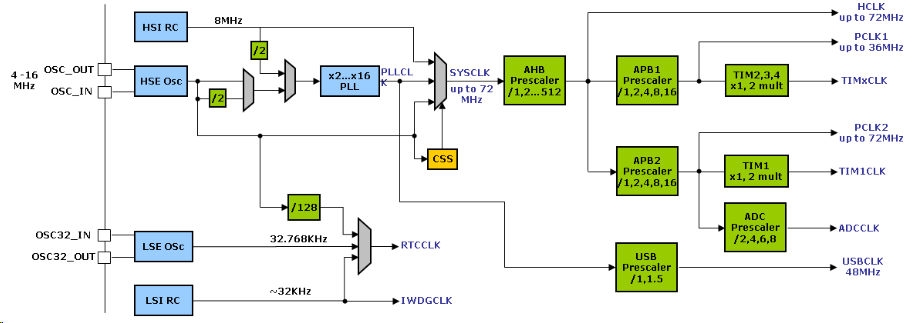 HCLK
up to 72MHz
HSI RC
8MHz
PCLK1
up to 36MHz
/2
OSC_OUT
4 -16
MHz
OSC_IN
HSE Osc
/2
x2...x16
PLL
PLLCL
K
SYSCLK
up to 72
MHz
AHB
Prescaler
/1,2...512
APB1
Prescaler
/1,2,4,8,16
TIM2,3,4
x1, 2 mult
TIMxCLK
PCLK2
up to 72MHz
CSS
APB2
Prescaler
/1,2,4,8,16
TIM1
x1, 2 mult
TIM1CLK
/128
ADC
Prescaler
/2,4,6,8
ADCCLK
OSC32_IN
OSC32_OUT
LSE OSc
32.768KHz
RTCCLK
USB
Prescaler
/1,1.5
USBCLK
48MHz
LSI RC
~32KHz
IWDGCLK